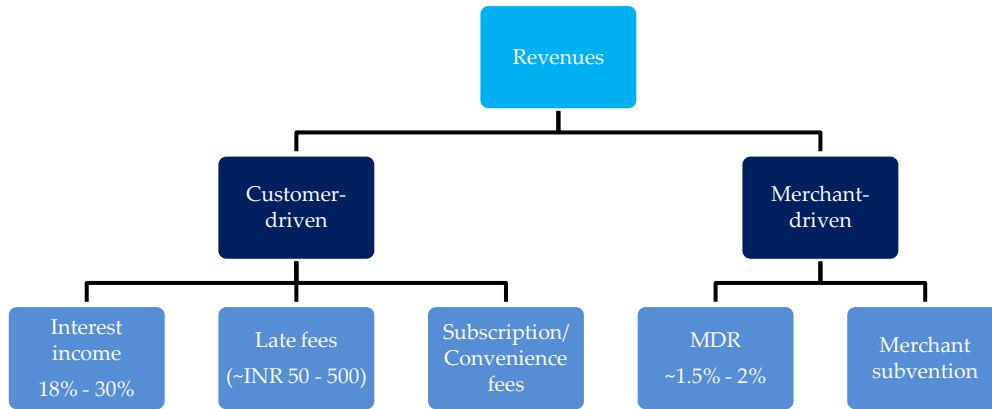 Revenues
Customer-
driven
Merchant-
driven
Interest
income
18% - 30%
Late fees
(~INR 50 - 500)
Subscription/
Convenience
fees
MDR
~1.5% - 2%
Merchant
subvention